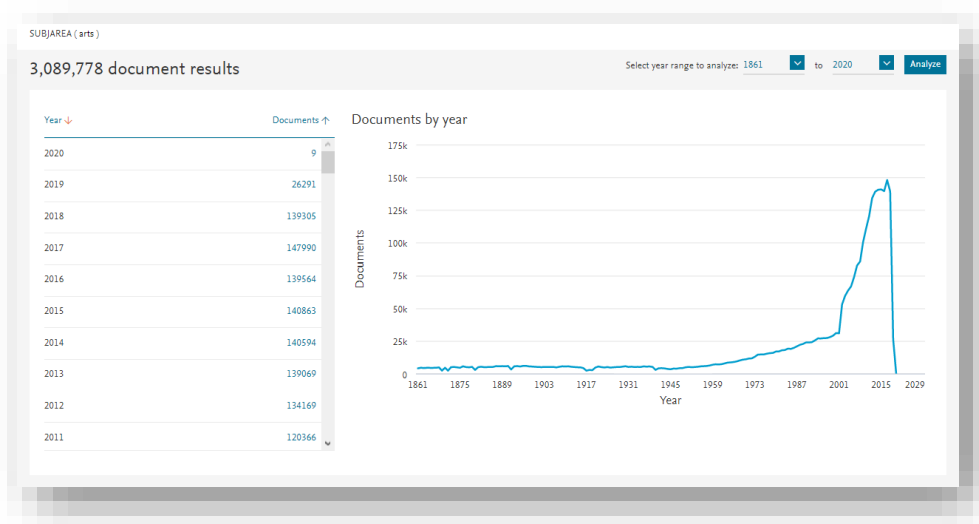 SUBJAREA ( arts )
3,089,778 document results
Select year range to analyze: 1861 to 2020 Analyze
Year Documents
2020 9
2019 26291
2018 139305
2017 147990
2016 139564
2015 140863
2014 140594
2013 139069
2012 134169
2011 120366
Documents by year
175k
150k
125k
100k
75k
50k
25k
0
Documents
1861 1875 1889 1903 1917 1931 1945 1959 1973 1987 2001 2015 2029
Year